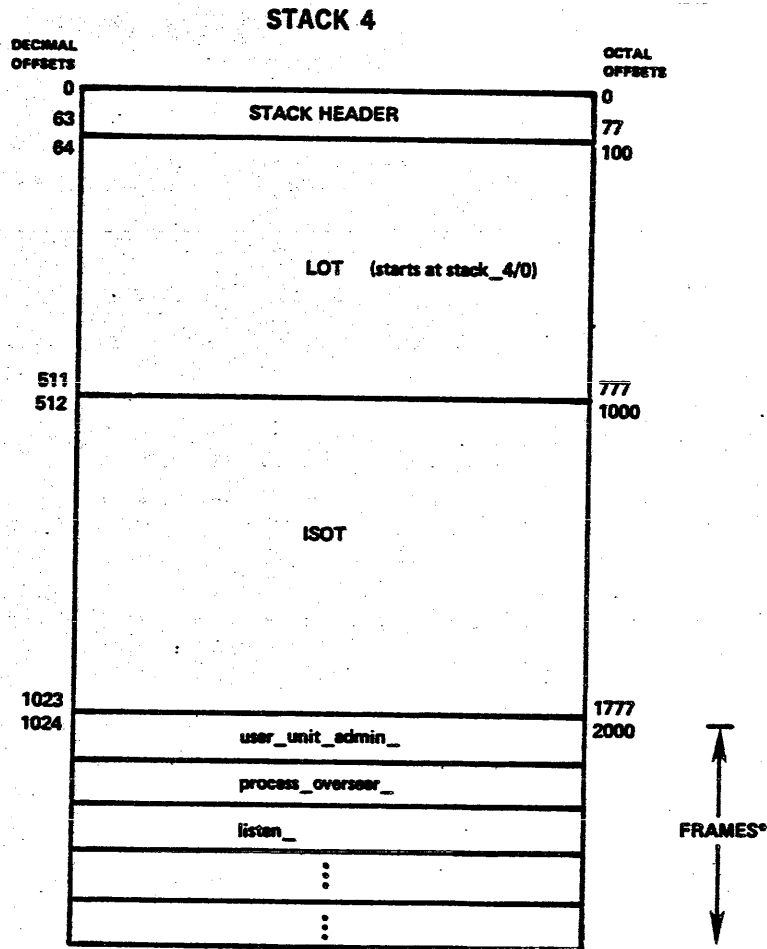 STACK 4
DECIMAL
OFFSETS
OCTAL
OFFSETS
0
0
63
STACK HEADER
77
64
100
LOT (starts at stack_4/0)
511
777
512
1000
ISOT
1023
1777
1024
2000
user_unit_admin_
process_overseer_
listen_
FRAMES*